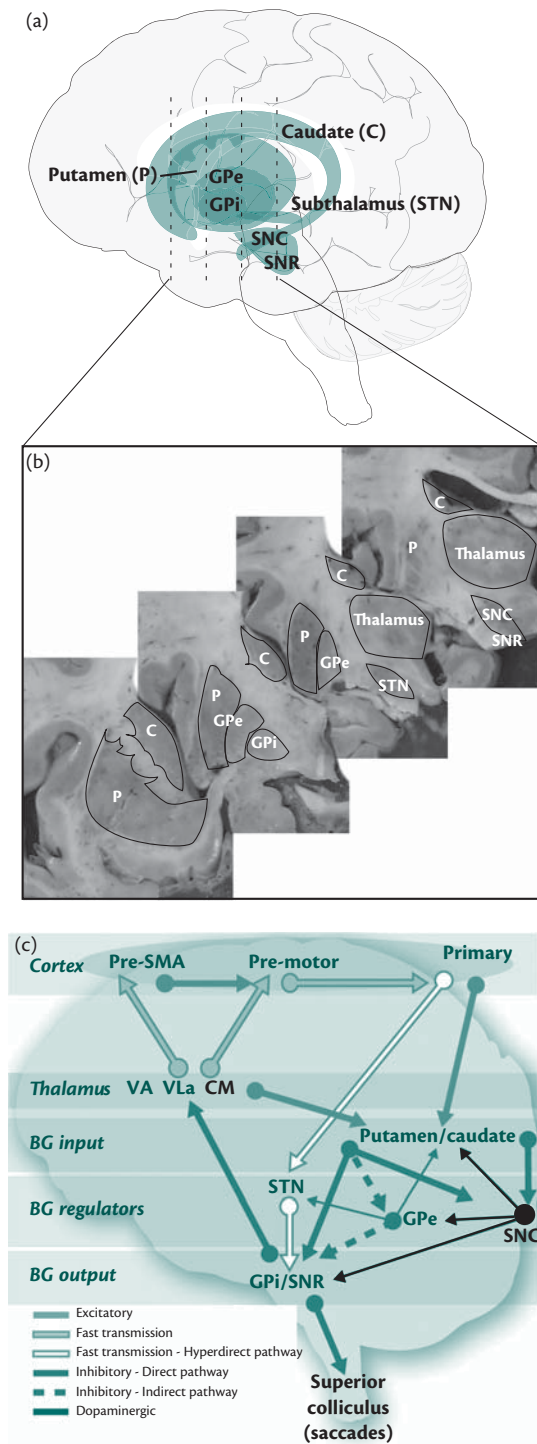 (a)
Caudate (C)
Putamen (P)
GPe
GPi
Subthalamus (STN)
SNC
SNR
(b)
C
P
Thalamus
SNC
SNR
C
P
GPe
Thalamus
STN
C
P
GPe
GPi
C
P
(c)
Cortex
Pre-SMA
Pre-motor
Primary
Thalamus
VA VLa CM
BG input
Putamen/caudate
STN
BG regulators
GPe
SNC
BG output
GPi/SNR
Excitatory
Fast transmission
Fast transmission - Hyperdirect pathway
Inhibitory - Direct pathway
Inhibitory - Indirect pathway
Dopaminergic
Superior
colliculus
(saccades)